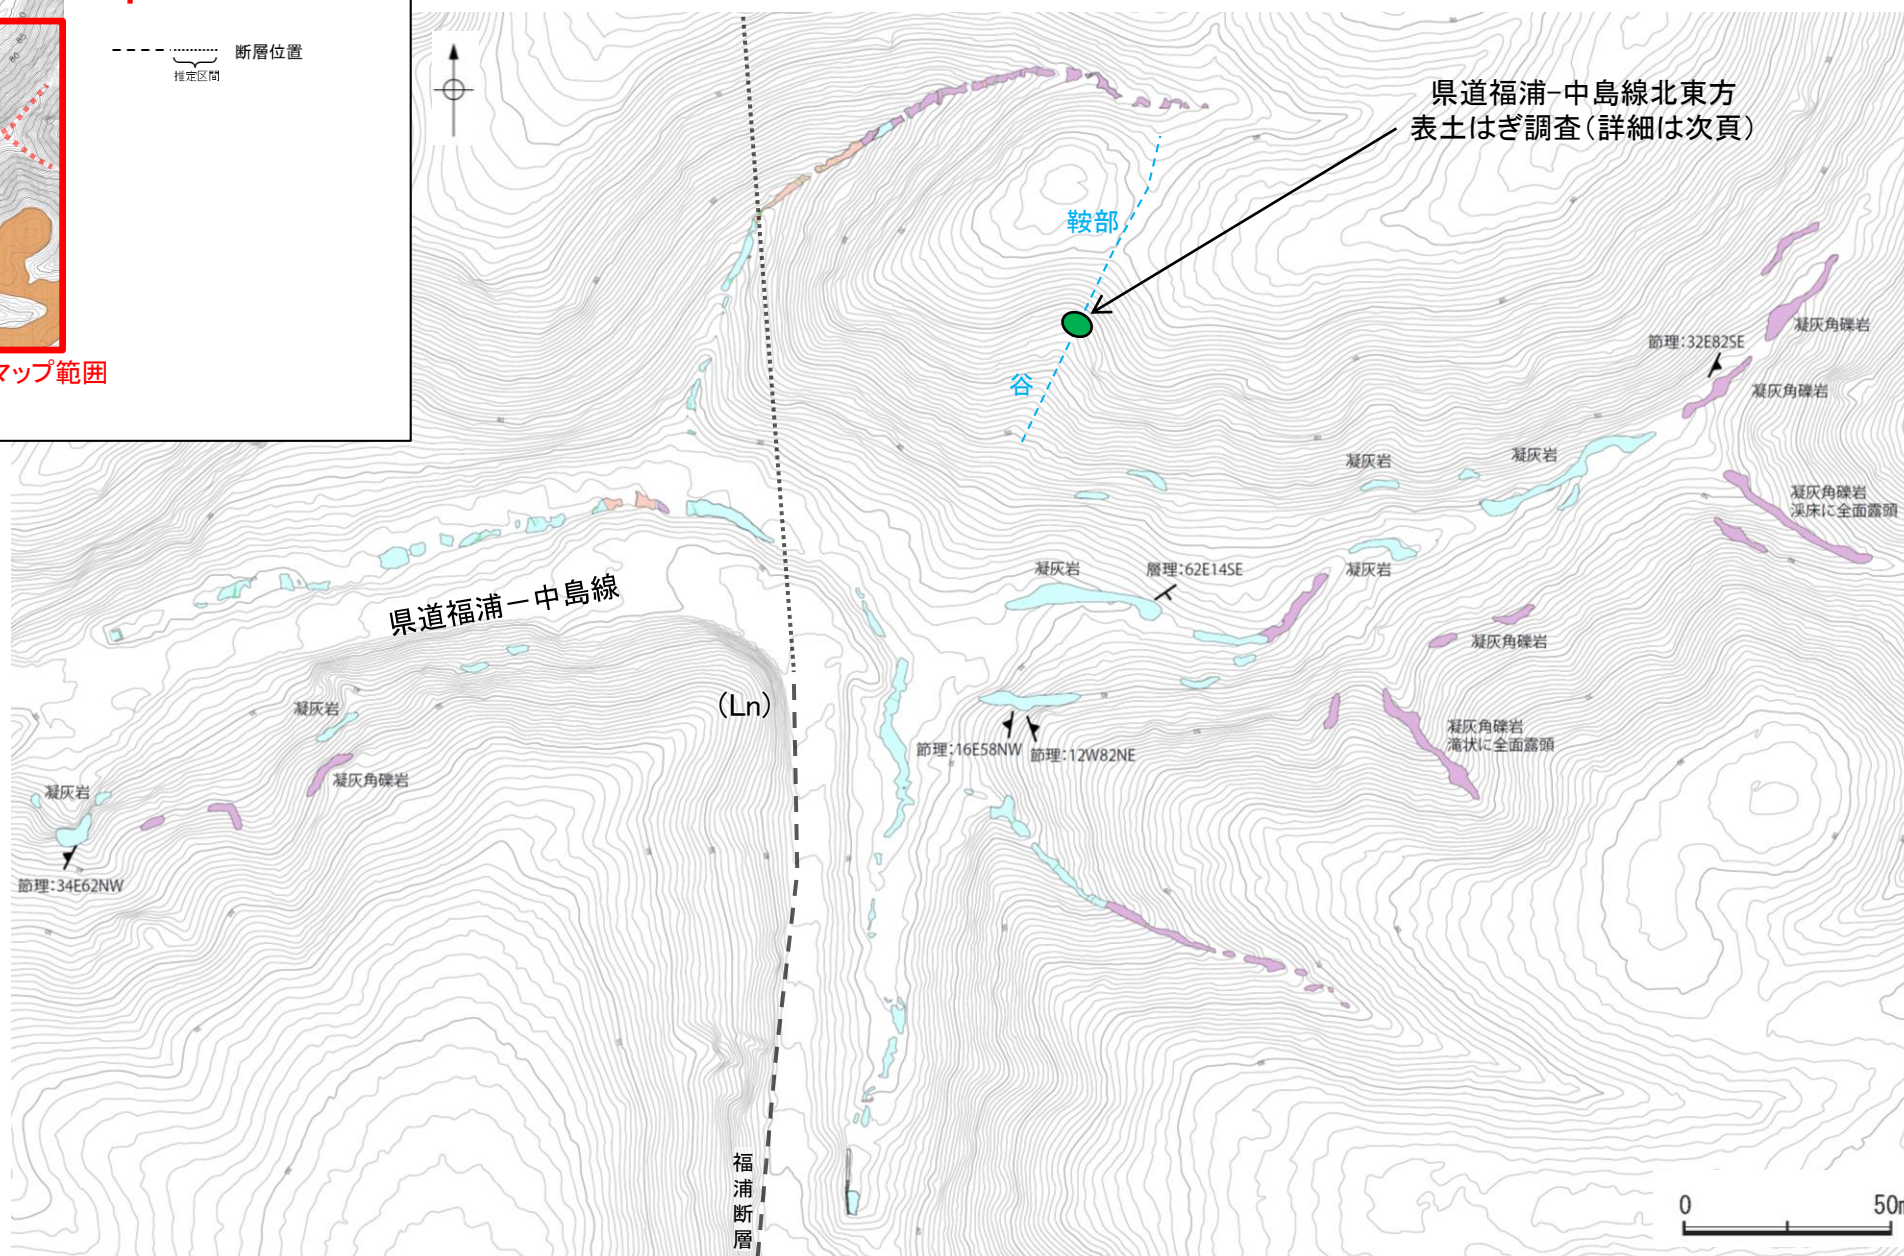 断層位置
推定区間
マップ範囲
県道福浦−中島線北東方
表土はぎ調査（詳細は次頁）
鞍部
谷
凝灰角礫岩
節理：32E82SE
凝灰角礫岩
凝灰岩
凝灰岩
凝灰角礫岩
渓床に全面露頭
凝灰岩
層理：62E14SE
凝灰岩
県道福浦－中島線
凝灰角礫岩
（Ln）
凝灰岩
凝灰角礫岩
滝状に全面露頭
節理：16E58NW
節理：12W82NE
凝灰角礫岩
凝灰岩
節理：34E62NW
福浦断層
0
50m